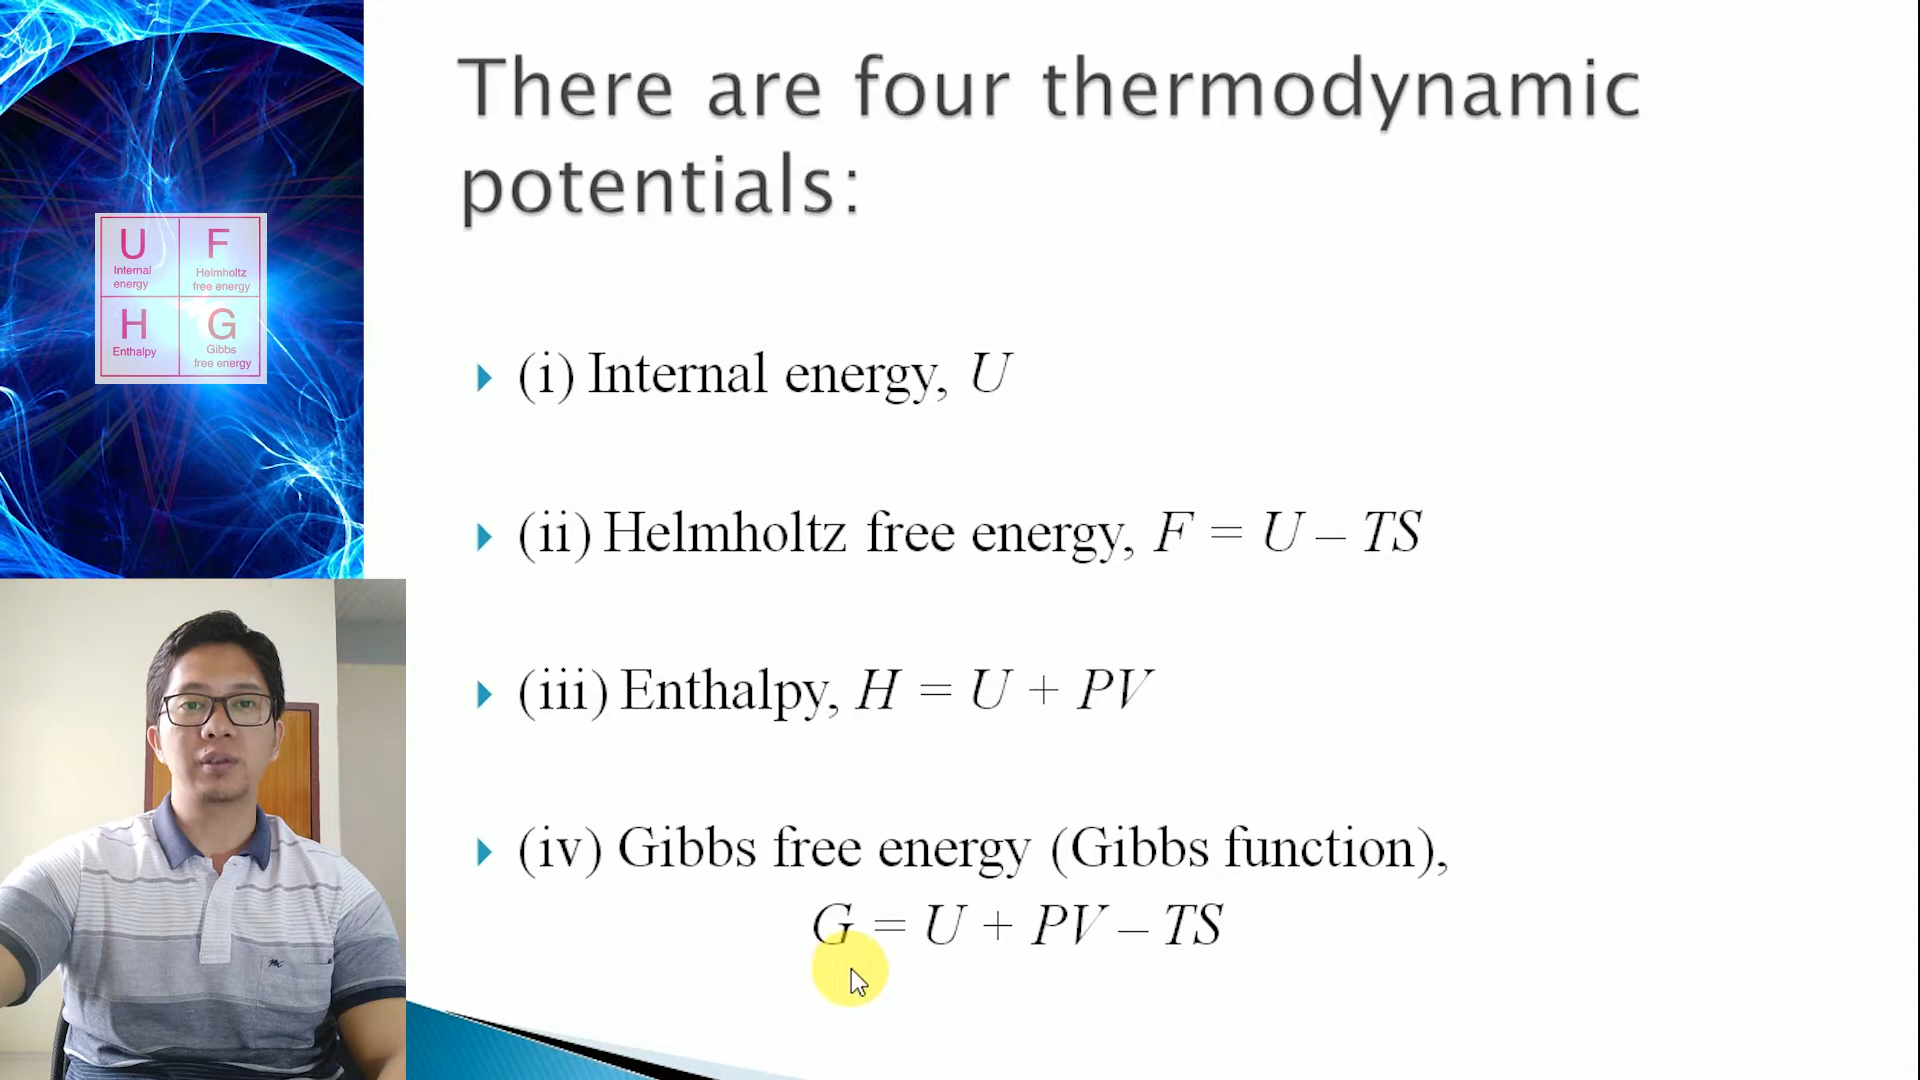 There are four thermodynamic
potentials:
U
Internal
energy
F
Helmholtz
free energy
H
Enthalpy
G
Gibbs
free energy
(i) Internal energy, U
(ii) Helmholtz free energy, F = U – TS
(iii) Enthalpy, H = U + PV
(iv) Gibbs free energy (Gibbs function),
G = U + PV – TS